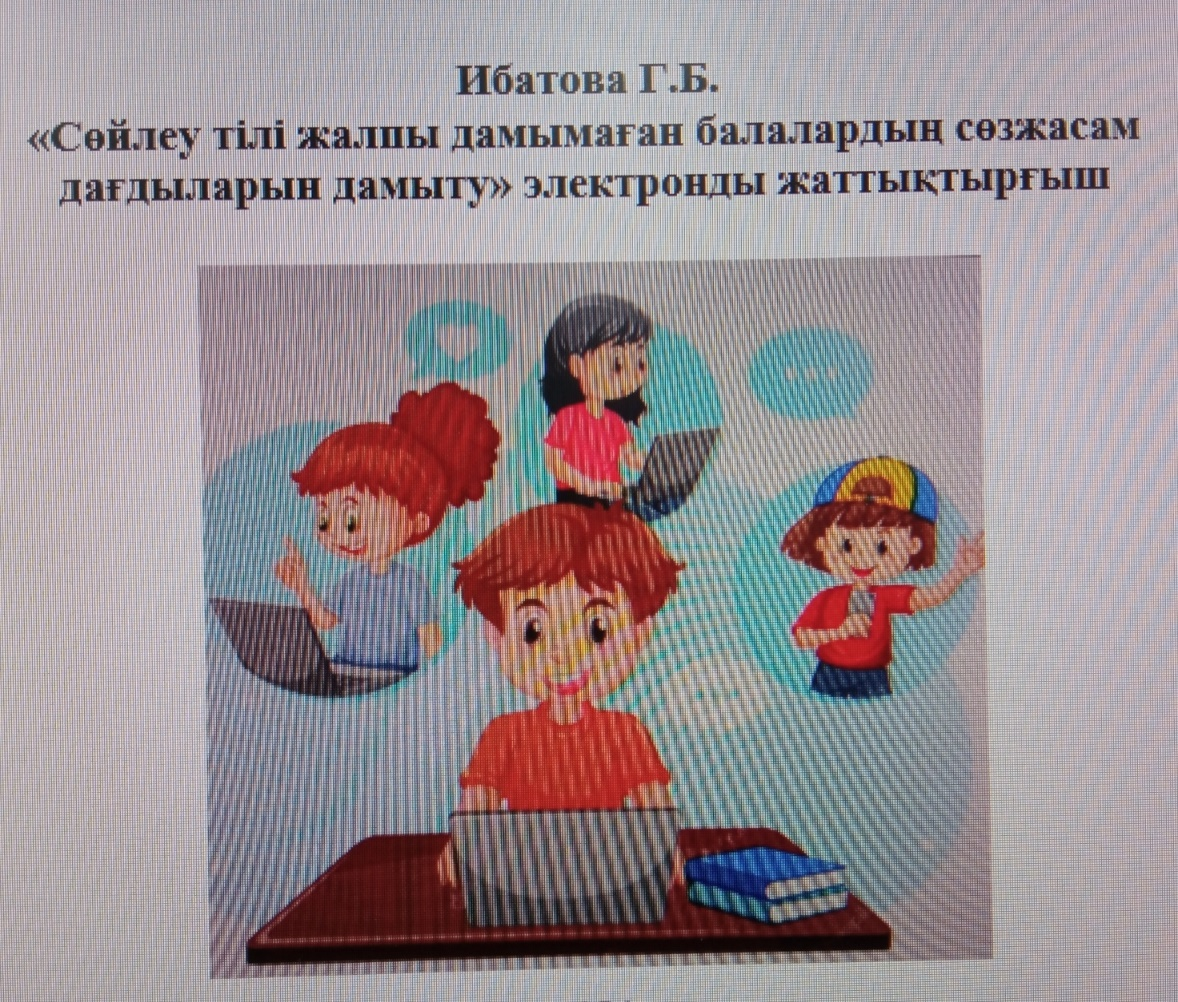 Ибатова Г.Б.
«Сөйлеу тілі жалпы дамымаған балалардың сөзжасам
дағдыларын дамыту» электронды жаттықтырғыш